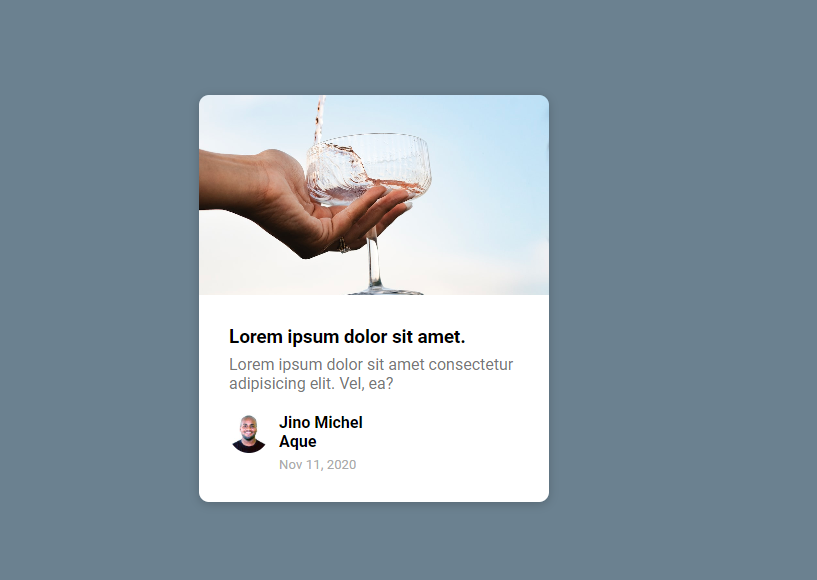 Lorem ipsum dolor sit amet.
Lorem ipsum dolor sit amet consectetur
adipisicing elit. Vel, ea?
Jino Michel
Aque
Nov 11, 2020